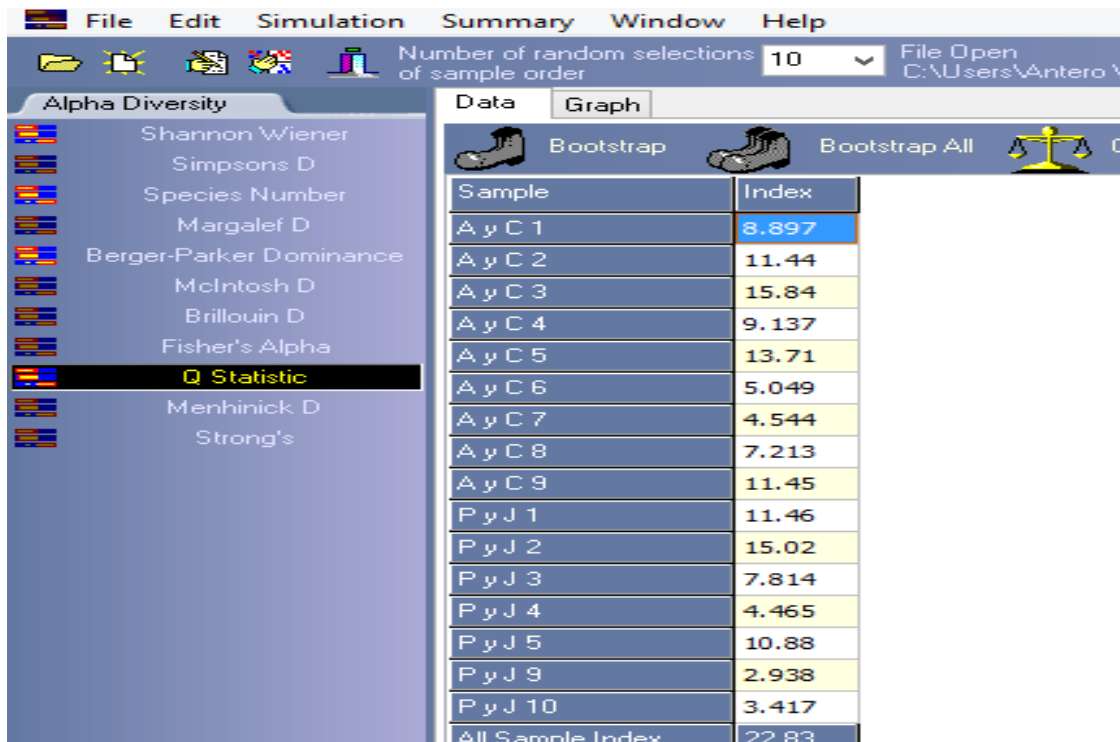 File Edit Simulation Summary Window Help
Number of random selections of sample order 10 File Open
C:\Users\Antero
Alpha Diversity
Shannon Wiener
Simpsons D
Species Number
Margalef D
Berger-Parker Dominance
McIntosh D
Brillouin D
Fisher's Alpha
Q Statistic
Menhinick D
Strong's
Data Graph
Bootstrap Bootstrap All
Sample Index
A y C 1 8.897
A y C 2 11.44
A y C 3 15.84
A y C 4 9.137
A y C 5 13.71
A y C 6 5.049
A y C 7 4.544
A y C 8 7.213
A y C 9 11.45
P y J 1 11.46
P y J 2 15.02
P y J 3 7.814
P y J 4 4.465
P y J 5 10.88
P y J 9 2.938
P y J 10 3.417
All Sample Index 22.83